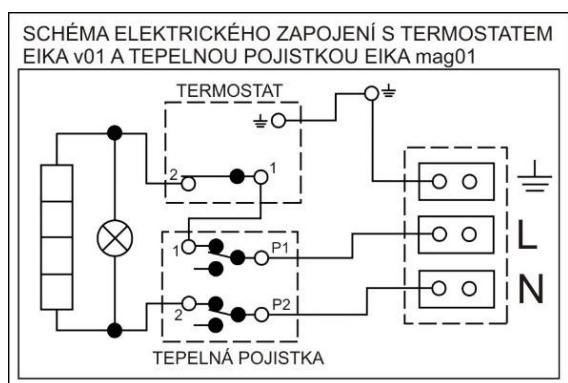 SCHÉMA ELEKTRICKÉHO ZAPOJENÍ S TERMOSTATEM
EIKA v01 A TEPELNOU POJISTKOU EIKA mag01
TERMOSTAT
2
1
1
P1
L
2
P2
N
TEPELNÁ POJISTKA